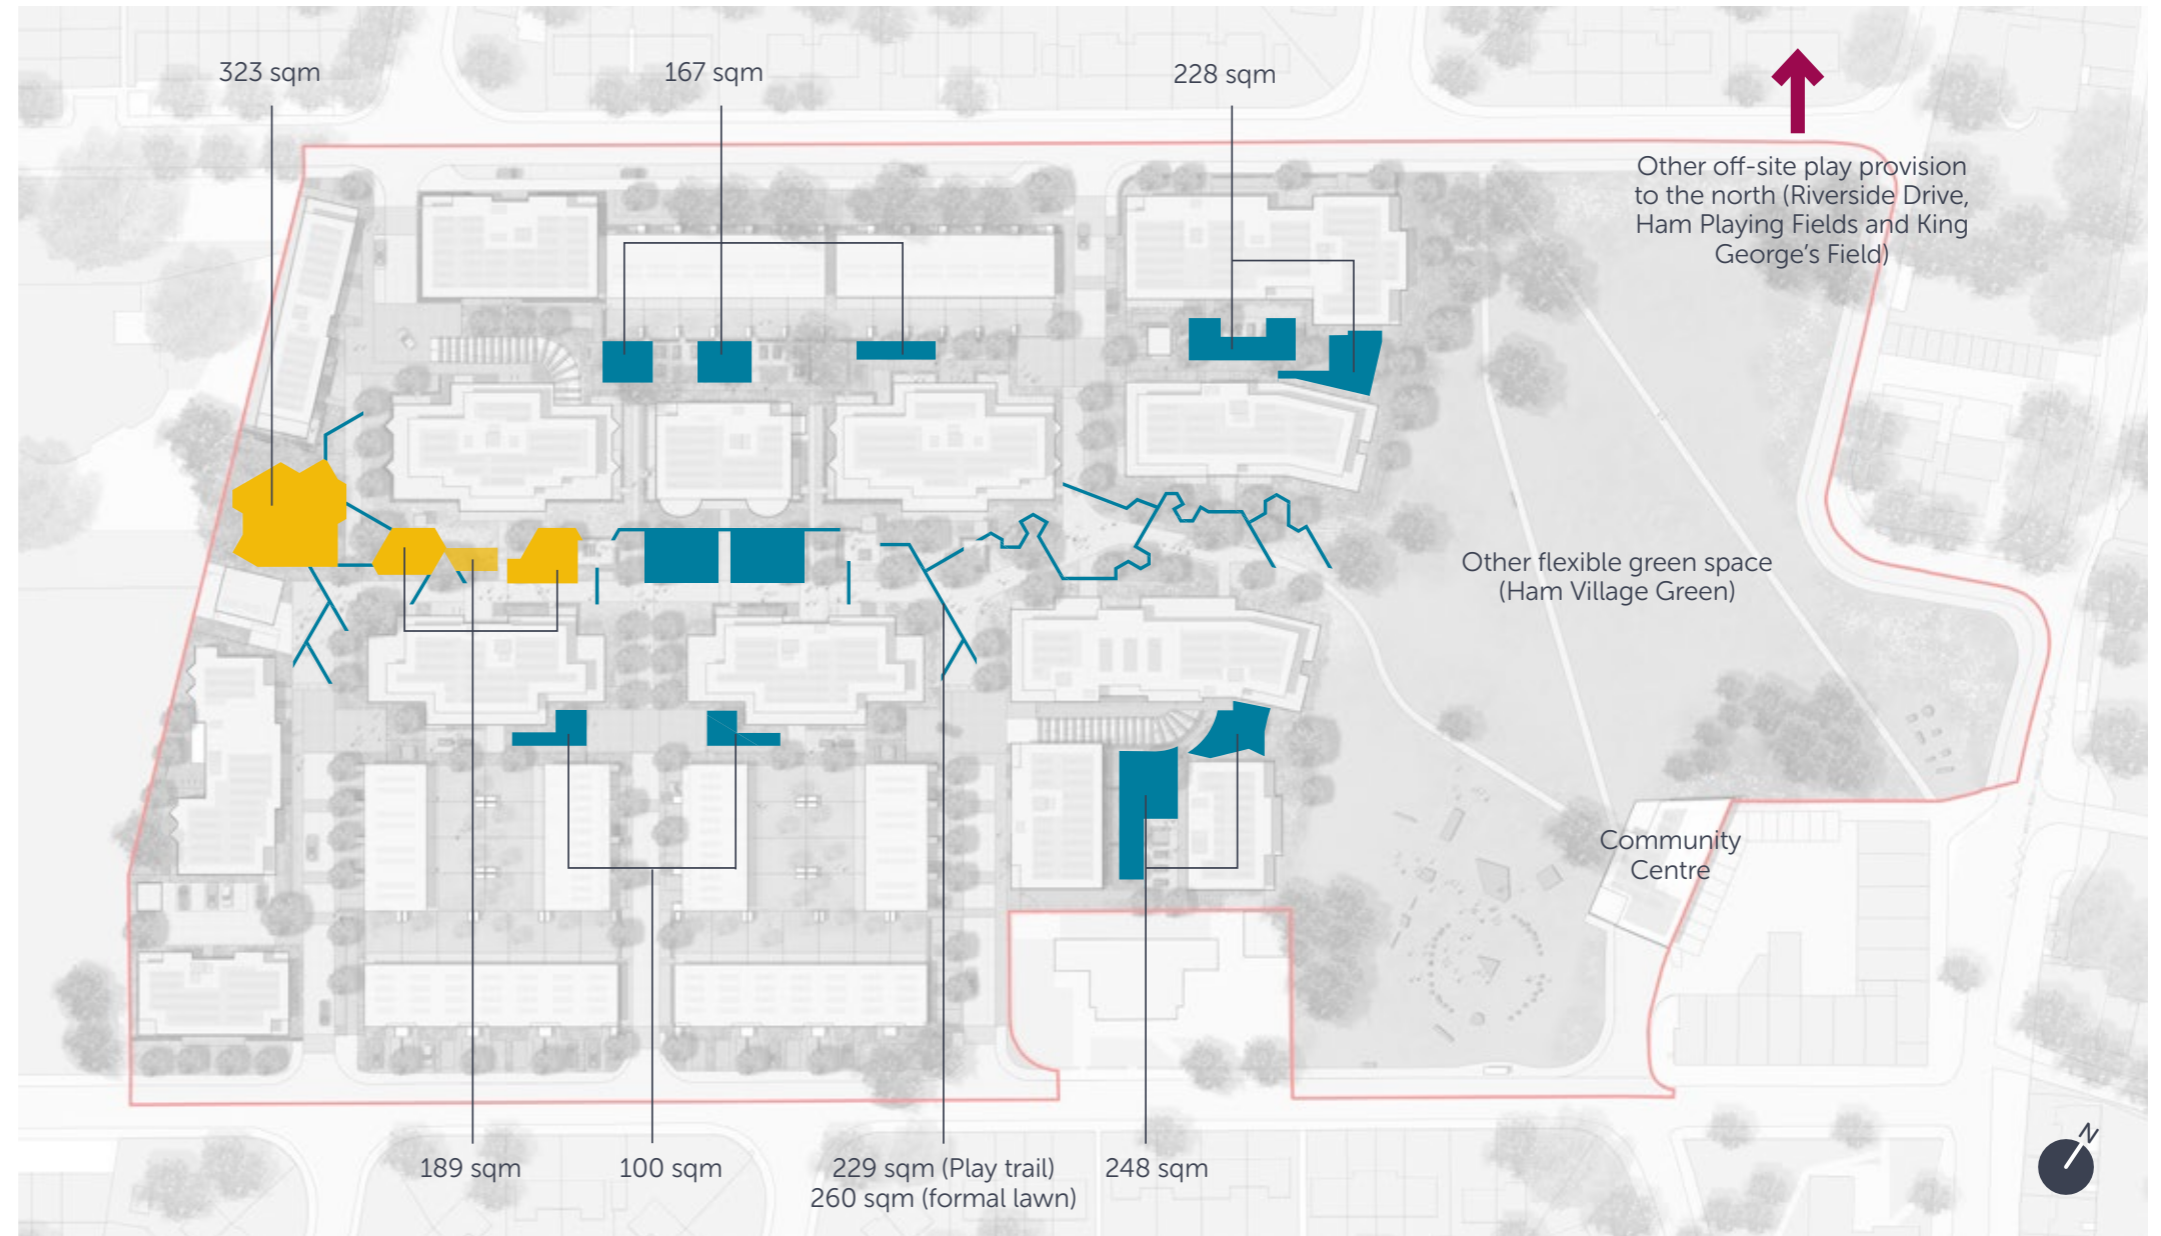 323 sqm
167 sqm
228 sqm
Other off-site play provision
to the north (Riverside Drive,
Ham Playing Fields and King
George's Field)
Other flexible green space
(Ham Village Green)
Community
Centre
189 sqm
100 sqm
229 sqm (Play trail)
260 sqm (formal lawn)
248 sqm
N